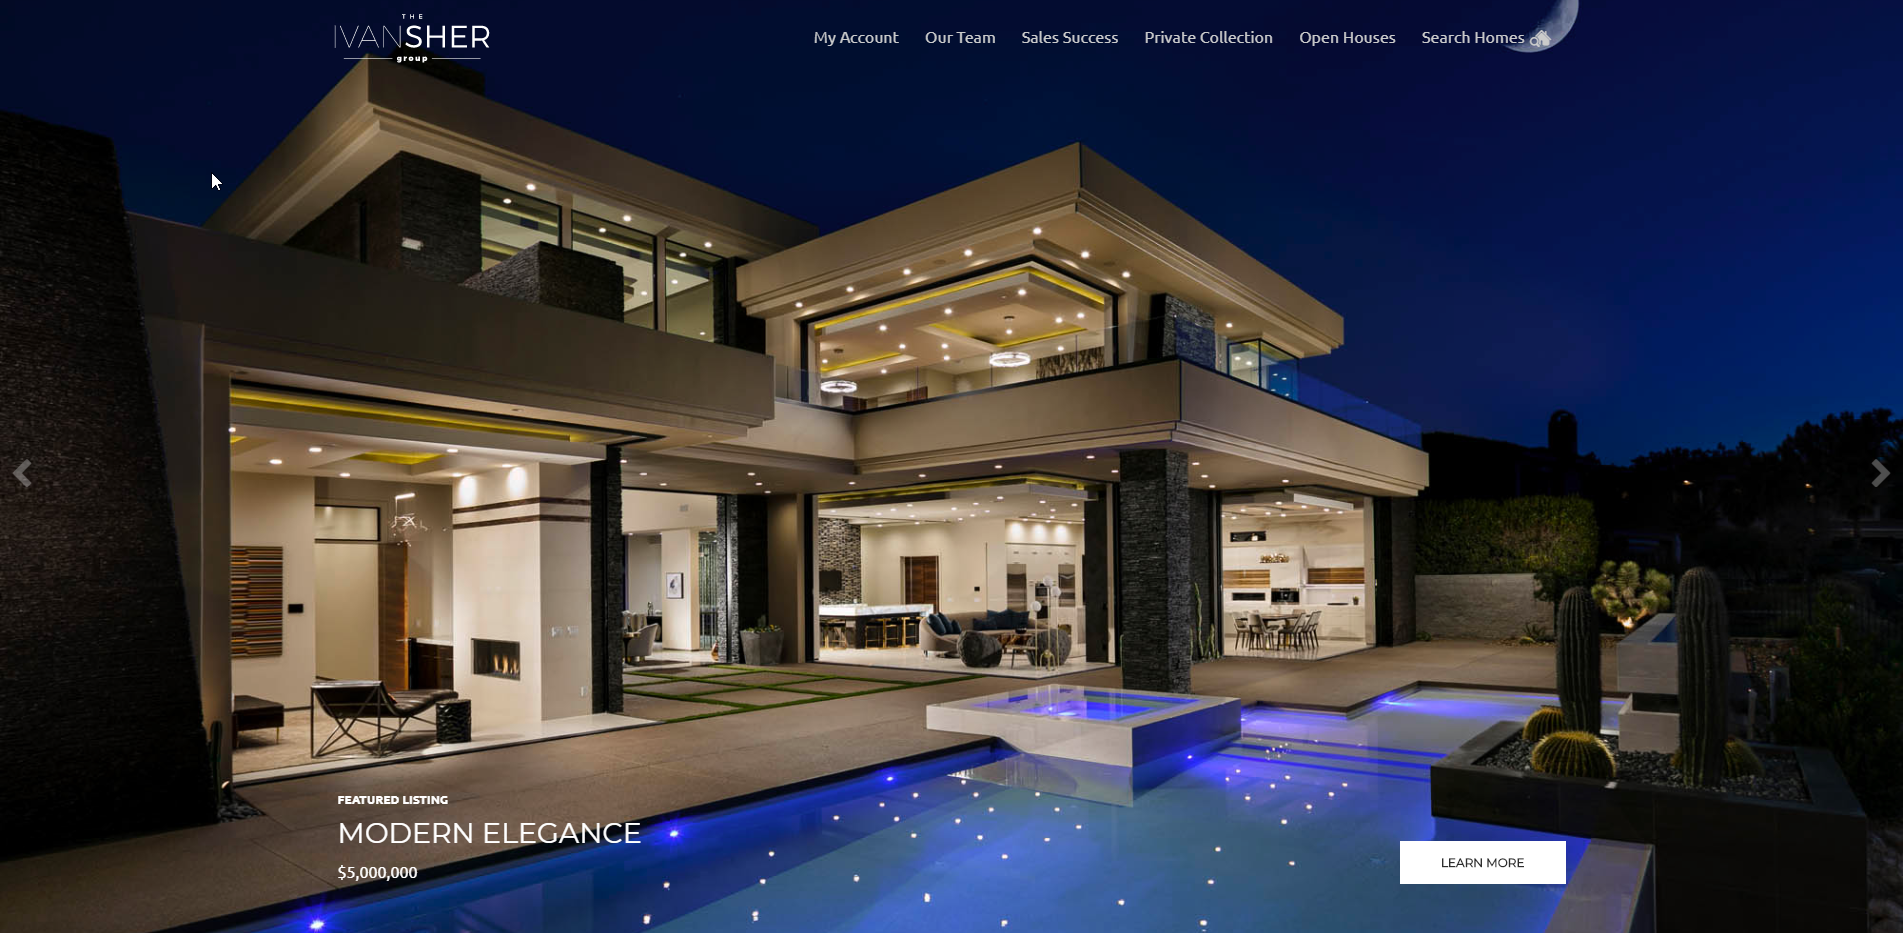 THE
IVANSHER
group
My Account
Our Team
Sales Success
Private Collection
Open Houses
Search Homes
FEATURED LISTING
MODERN ELEGANCE
$5,000,000
LEARN MORE